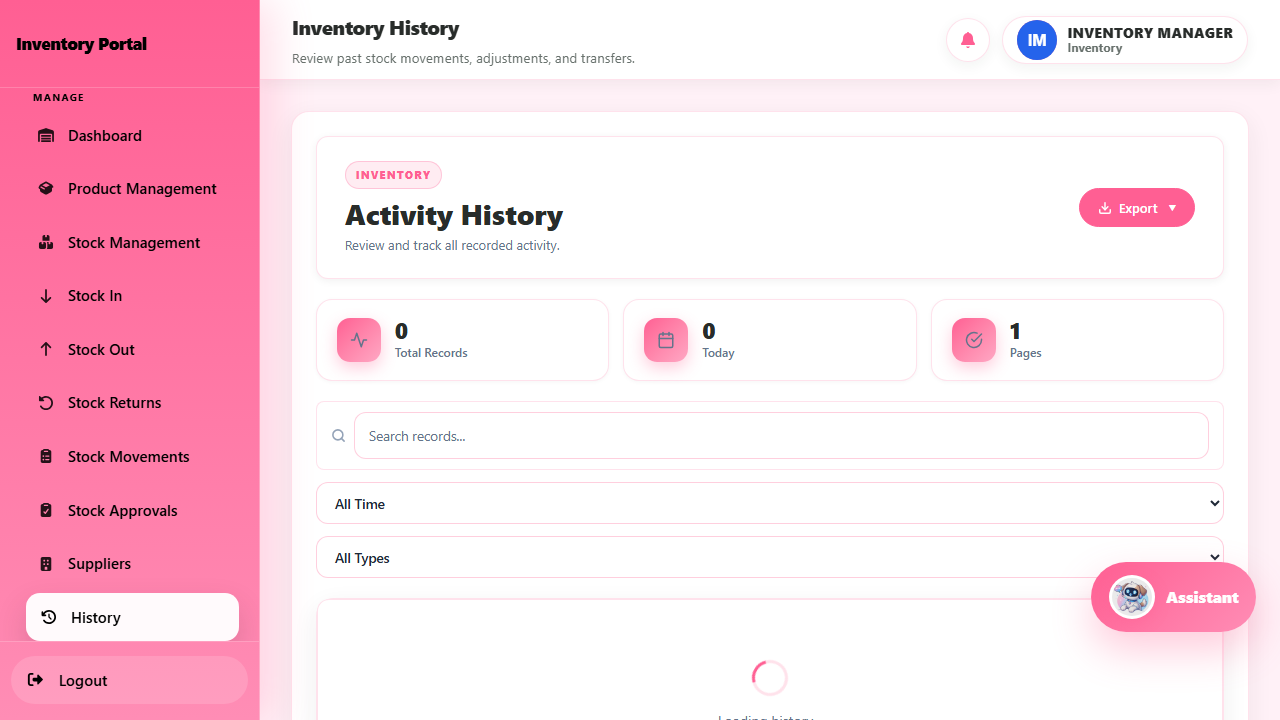 Inventory Portal
MANAGE
Dashboard
Product Management
Stock Management
Stock In
Stock Out
Stock Returns
Stock Movements
Stock Approvals
Suppliers
History
Logout
Inventory History
Review past stock movements, adjustments, and transfers.
IM
INVENTORY MANAGER
Inventory
INVENTORY
Activity History
Review and track all recorded activity.
Export
0
Total Records
0
Today
1
Pages
Search records...
All Time
All Types
Assistant
Loading history